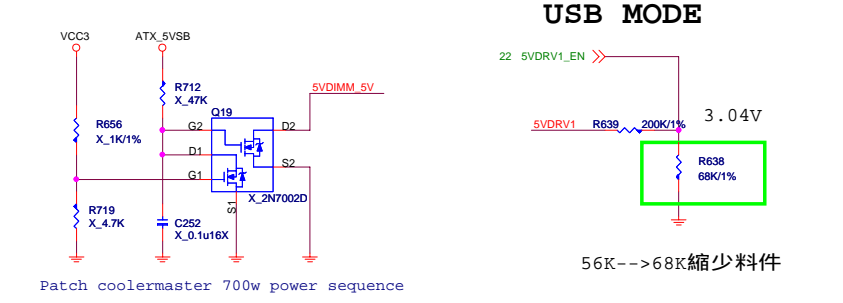 USB MODE
VCC3
ATX_5VSB
22 5VDRV1_EN
R712
X_47K
5VDIMM_5V
Q19
3.04V
R656
X_1K/1%
G2
D2
5VDRV1
R639
200K/1%
D1
S2
R638
68K/1%
G1
X_2N7002D
R719
X_4.7K
S1
C252
X_0.1u16X
56K-->68K縮少料件
Patch coolermaster 700w power sequence